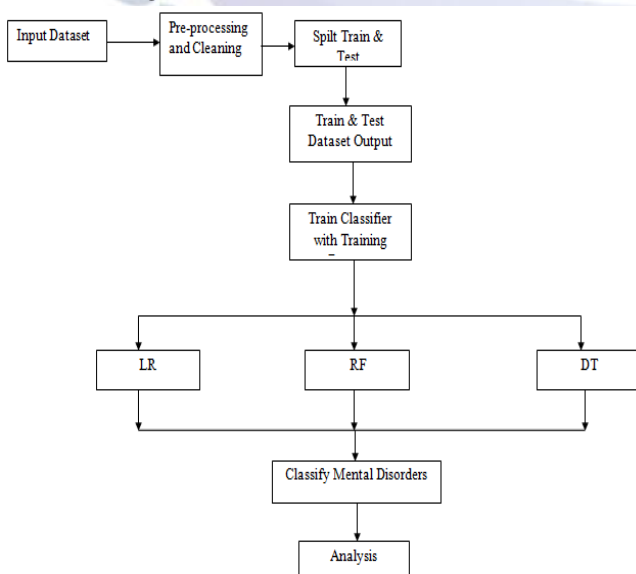 Input Dataset
Pre-processing
and Cleaning
Spilt Train &
Test
Train & Test
Dataset Output
Train Classifier
with Training
LR
RF
DT
Classify Mental Disorders
Analysis